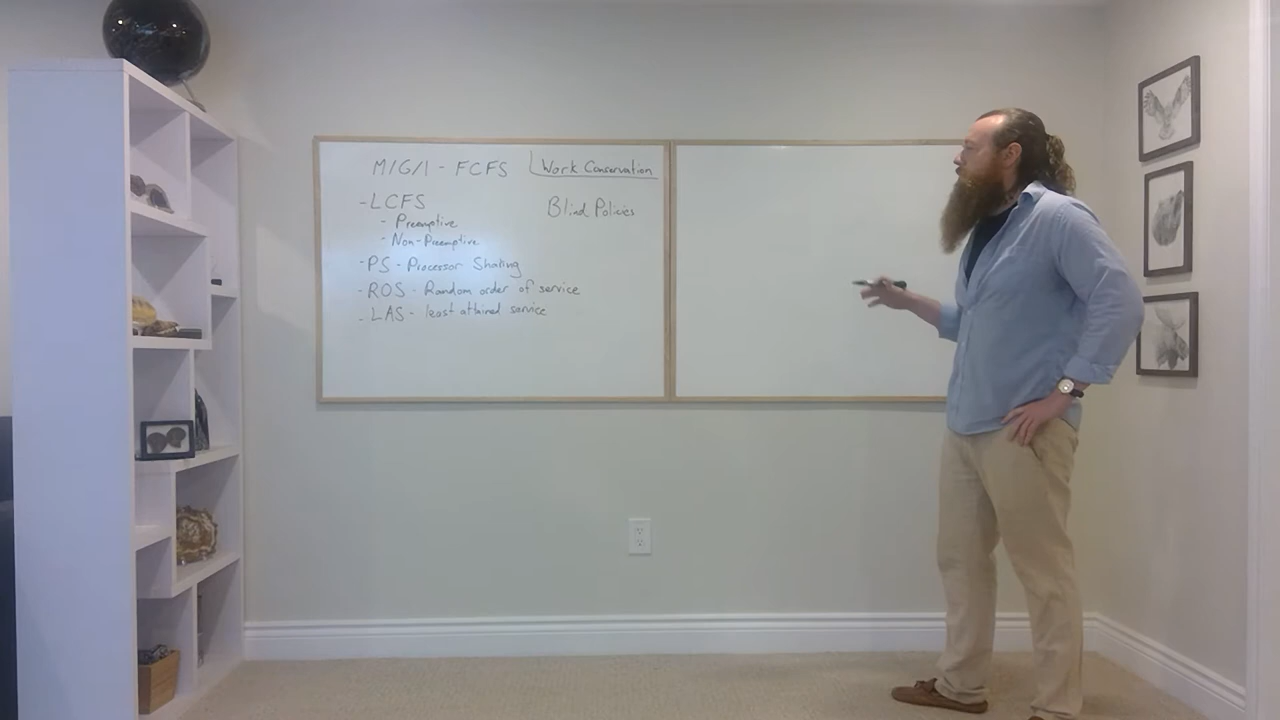 M/G/1 - FCFS Work Conservation
- LCFS Blind Policies
- Preemptive
- Non-Preemptive
- PS - Processor Sharing
- ROS - Random order of service
- LAS - least attained service